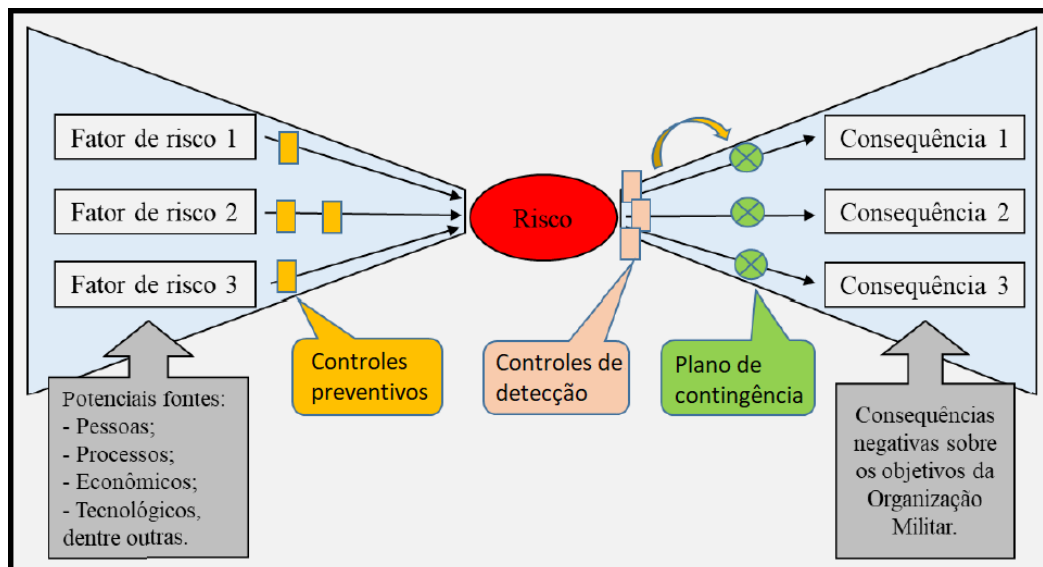 Fator de risco 1
Fator de risco 2
Fator de risco 3
Risco
Consequência 1
Consequência 2
Consequência 3
Controles
preventivos
Controles de
detecção
Plano de
contingência
Potenciais fontes:
- Pessoas;
- Processos;
- Econômicos;
- Tecnológicos,
dentre outras.
Consequências
negativas sobre
os objetivos da
Organização
Militar.